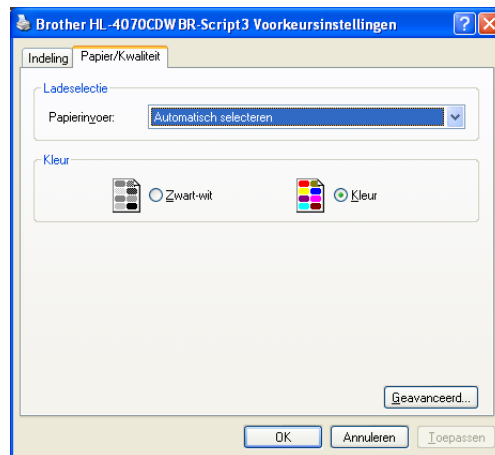 Brother HL-4070CDW BR-Script3 Voorkeursinstellingen
Indeling Papier/Kwaliteit
Ladeselectie
Papierinvoer: Automatisch selecteren
Kleur
Zwart-wit Kleur
Geavanceerd...
OK Annuleren Toepassen